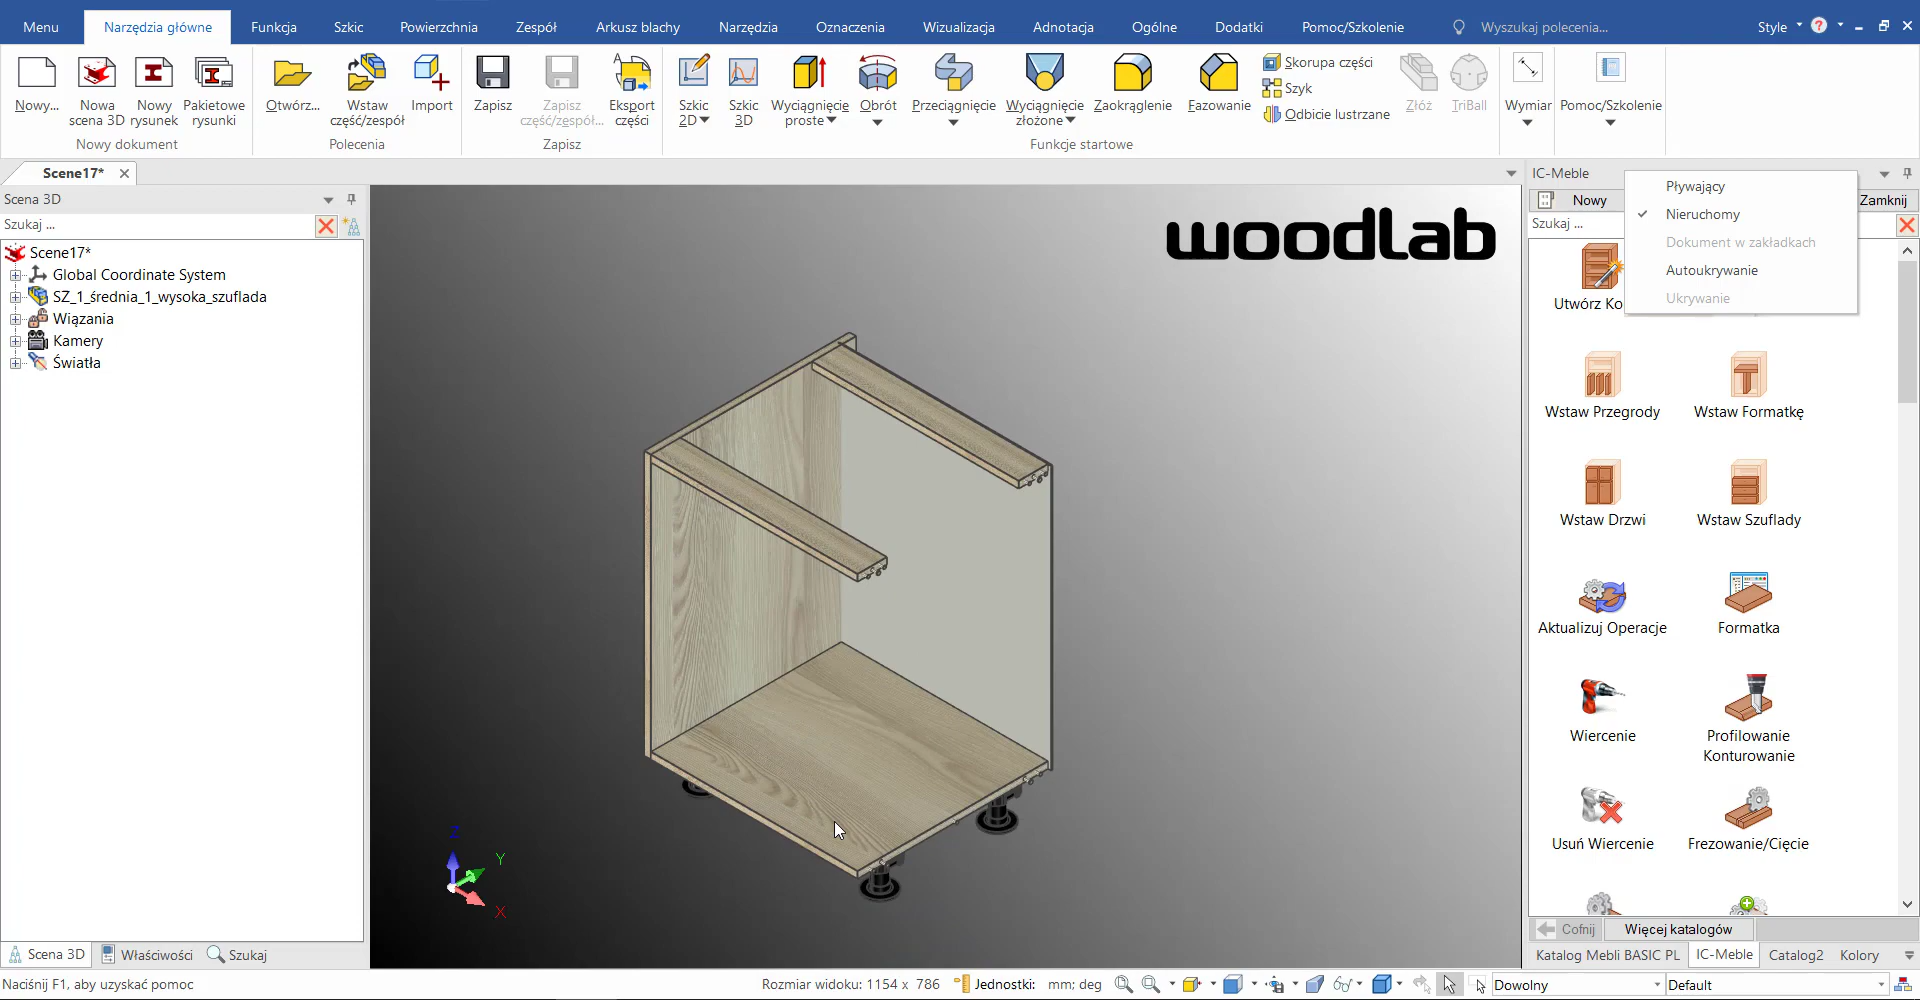 Menu
Narzędzia główne
Funkcja
Szkic
Powierzchnia
Zespół
Arkusz blachy
Narzędzia
Oznaczenia
Wizualizacja
Adnotacja
Ogólne
Dodatki
Pomoc/Szkolenie
Wyszukaj polecenia...
Style
Nowy...
Nowa
scena 3D
Nowy
rysunek
Pakietowe
rysunki
Nowy dokument
Otwórz...
Wstaw
część/zespół
Import
Polecenia
Zapisz
Zapisz
część/zespół...
Eksport
części
Zapisz
Szkic
2D
Szkic
3D
Wyciągnięcie
proste
Obrót
Przeciągnięcie
Wyciągnięcie
złożone
Zaokrąglenie
Fazowanie
Skorupa części
Szyk
Odbicie lustrzane
Złóż
TriBall
Funkcje startowe
Wymiar
Pomoc/Szkolenie
Scene17*
Scena 3D
Szukaj ...
Scene17*
Global Coordinate System
SZ_1_średnia_1_wysoka_szuflada
Wiązania
Kamery
Światła
woodlab
Z
Y
X
IC-Meble
Nowy
Zamknij
Szukaj ...
Pływający
Nieruchomy
Dokument w zakładkach
Autoukrywanie
Ukrywanie
Utwórz Ko
Wstaw Przegrody
Wstaw Formatkę
Wstaw Drzwi
Wstaw Szuflady
Aktualizuj Operacje
Formatka
Wiercenie
Profilowanie
Konturowanie
Usuń Wiercenie
Frezowanie/Cięcie
Cofnij
Więcej katalogów
Katalog Mebli BASIC PL
IC-Meble
Catalog2
Kolory
Scena 3D
Właściwości
Szukaj
Naciśnij F1, aby uzyskać pomoc
Rozmiar widoku: 1154 x 786
Jednostki: mm; deg
Dowolny
Default